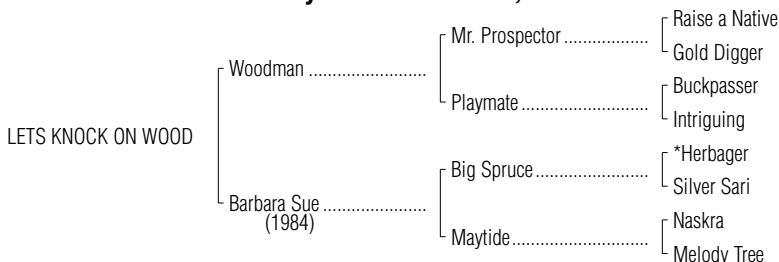 Raise a Native
Mr. Prospector ..................
Gold Digger
Woodman .........................
Buckpasser
Playmate ...........................
Intriguing
LETS KNOCK ON WOOD
*Herbager
Big Spruce ........................
Silver Sari
Barbara Sue ......................
(1984)
Naskra
Maytide .............................
Melody Tree